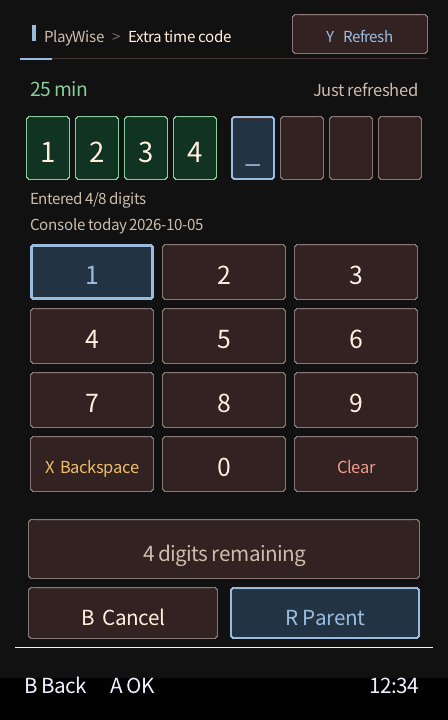 PlayWise > Extra time code
Y Refresh
25 min
Just refreshed
1 2 3 4 _
Entered 4/8 digits
Console today 2026-10-05
1 2 3
4 5 6
7 8 9
X Backspace 0 Clear
4 digits remaining
B Cancel
R Parent
B Back A OK 12:34